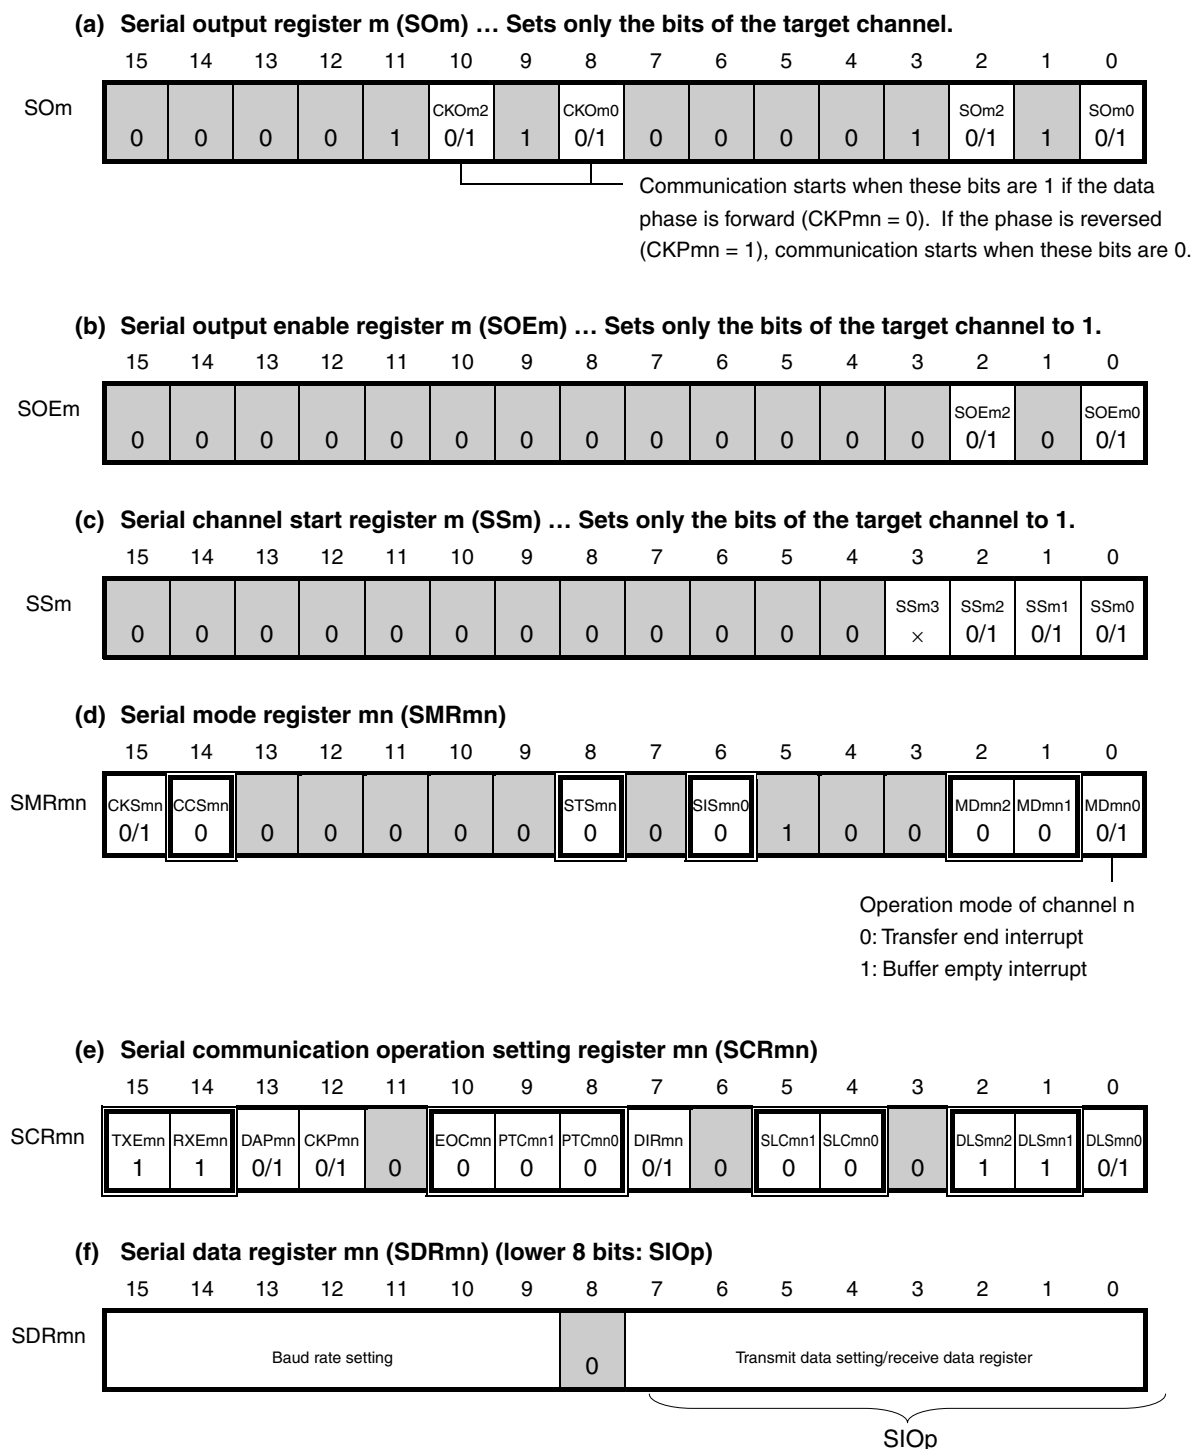 (a) Serial output register m (SOm) … Sets only the bits of the target channel.
15 14 13 12 11 10 9 8 7 6 5 4 3 2 1 0
SOm
CKOm2 CKOm0 SOm2 SOm0
0 0 0 0 1 0/1 1 0/1 0 0 0 0 1 0/1 1 0/1
Communication starts when these bits are 1 if the data
phase is forward (CKPmn = 0). If the phase is reversed
(CKPmn = 1), communication starts when these bits are 0.
(b) Serial output enable register m (SOEm) … Sets only the bits of the target channel to 1.
15 14 13 12 11 10 9 8 7 6 5 4 3 2 1 0
SOEm
SOEm2 SOEm0
0 0 0 0 0 0 0 0 0 0 0 0 0 0/1 0 0/1
(c) Serial channel start register m (SSm) … Sets only the bits of the target channel to 1.
15 14 13 12 11 10 9 8 7 6 5 4 3 2 1 0
SSm
SSm3 SSm2 SSm1 SSm0
0 0 0 0 0 0 0 0 0 0 0 0 × 0/1 0/1 0/1
(d) Serial mode register mn (SMRmn)
15 14 13 12 11 10 9 8 7 6 5 4 3 2 1 0
SMRmn
CKSmn CCSmn STSmn SISmn0 MDmn2 MDmn1 MDmn0
0/1 0 0 0 0 0 0 0 0 0 1 0 0 0 0 0/1
Operation mode of channel n
0: Transfer end interrupt
1: Buffer empty interrupt
(e) Serial communication operation setting register mn (SCRmn)
15 14 13 12 11 10 9 8 7 6 5 4 3 2 1 0
SCRmn
TXEmn RXEmn DAPmn CKPmn EOCmn PTCmn1 PTCmn0 DIRmn SLCmn1 SLCmn0 DLSmn2 DLSmn1 DLSmn0
1 1 0/1 0/1 0 0 0 0 0/1 0 0 0 0 1 1 0/1
(f) Serial data register mn (SDRmn) (lower 8 bits: SIOp)
15 14 13 12 11 10 9 8 7 6 5 4 3 2 1 0
SDRmn
Baud rate setting 0 Transmit data setting/receive data register
SIOp